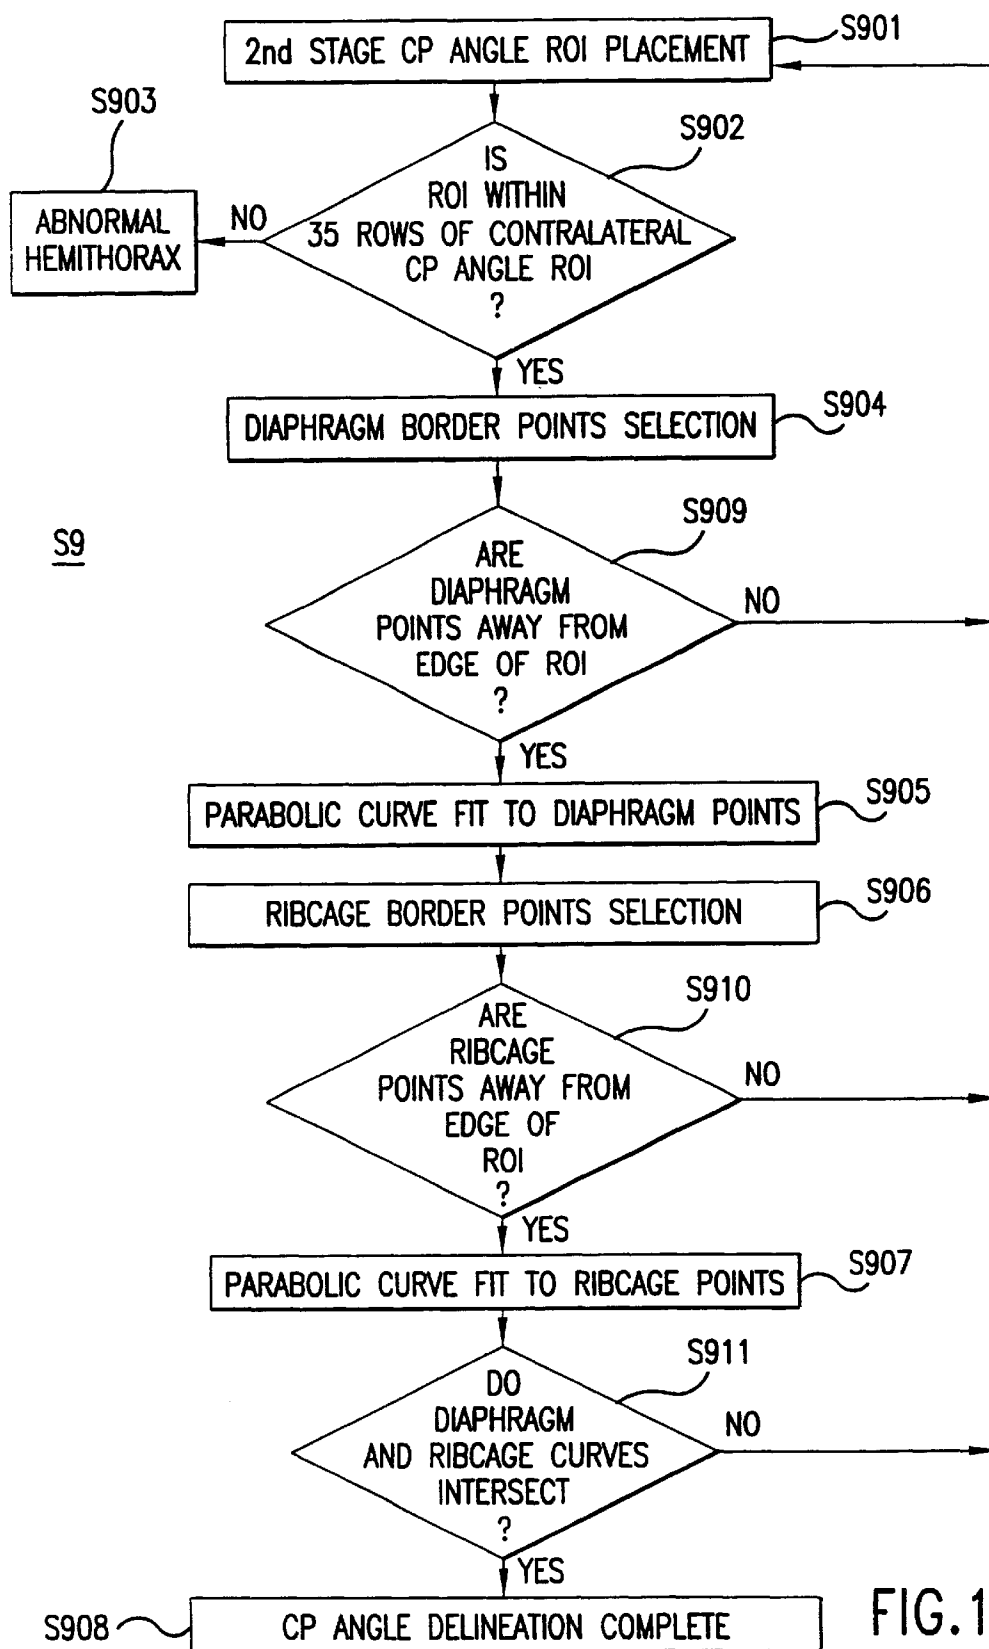 S901
2nd STAGE CP ANGLE ROI PLACEMENT
S903
S902
IS
ROI WITHIN
35 ROWS OF CONTRALATERAL
CP ANGLE ROI
?
NO
ABNORMAL
HEMITHORAX
YES
S904
DIAPHRAGM BORDER POINTS SELECTION
S9
S909
ARE
DIAPHRAGM
POINTS AWAY FROM
EDGE OF ROI
?
NO
YES
S905
PARABOLIC CURVE FIT TO DIAPHRAGM POINTS
S906
RIBCAGE BORDER POINTS SELECTION
S910
ARE
RIBCAGE
POINTS AWAY FROM
EDGE OF
ROI
?
NO
YES
S907
PARABOLIC CURVE FIT TO RIBCAGE POINTS
S911
DO
DIAPHRAGM
AND RIBCAGE CURVES
INTERSECT
?
NO
YES
S908
CP ANGLE DELINEATION COMPLETE
FIG.1